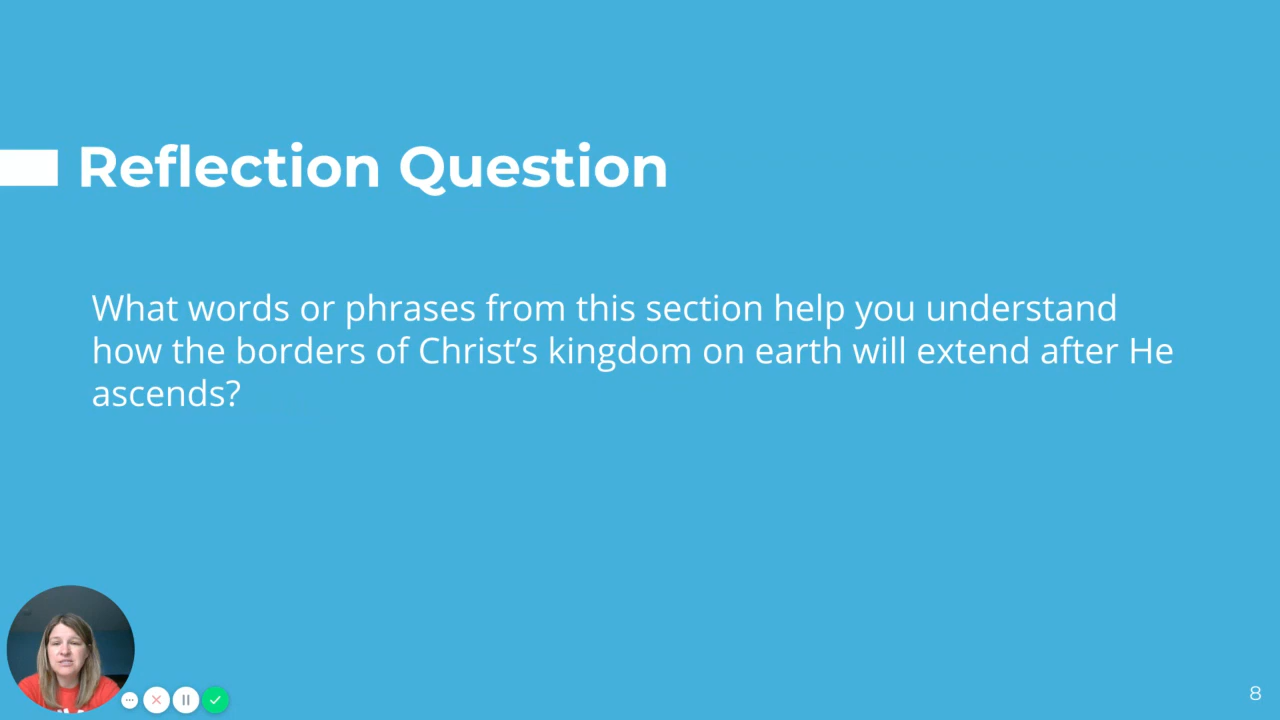 Reflection Question
What words or phrases from this section help you understand
how the borders of Christ’s kingdom on earth will extend after He
ascends?
8